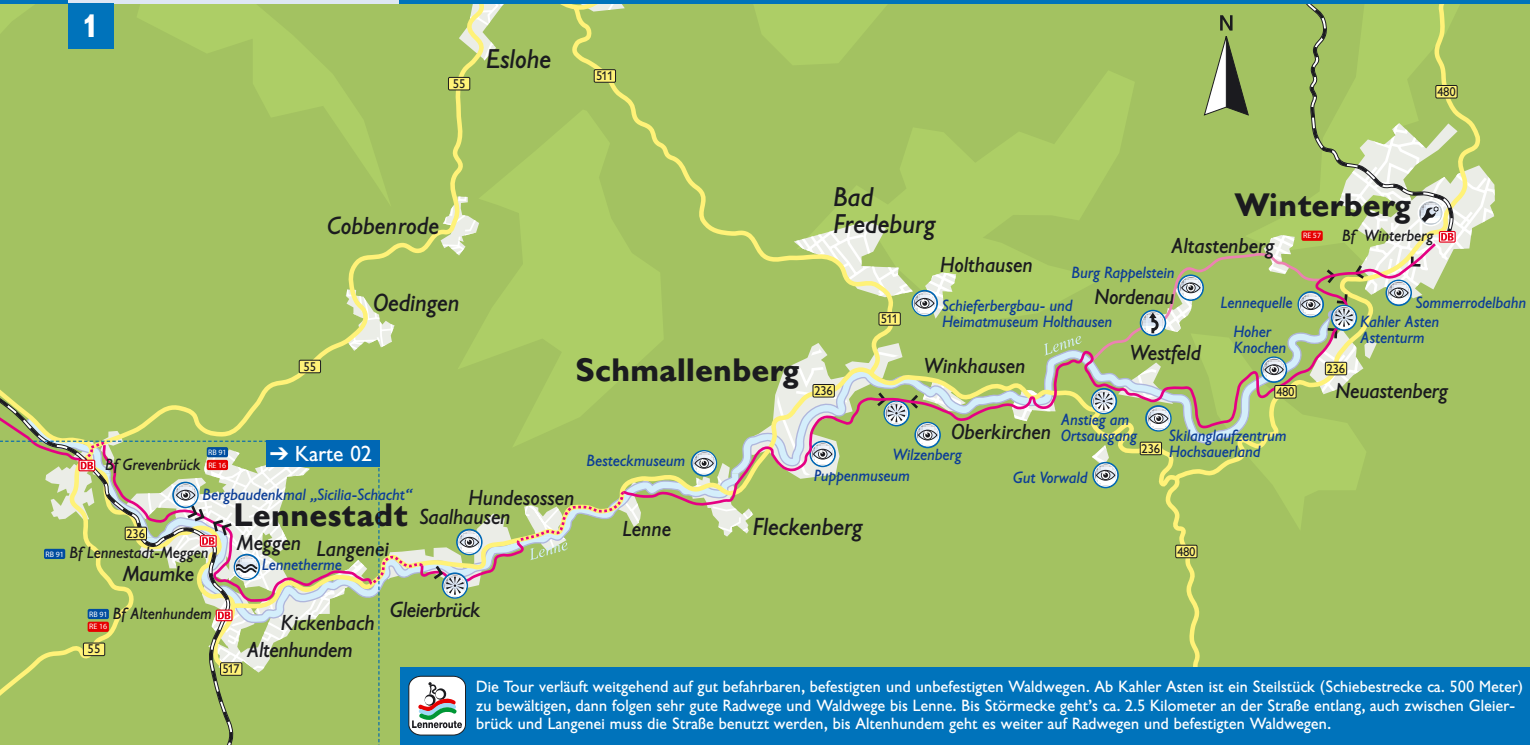 1
N
Eslohe
55
511
480
Cobbenrode
Bad
Fredeburg
Winterberg
RE 57
Bf Winterberg
DB
Altastenberg
Holthausen
Burg Rappelstein
Nordenau
Lennequelle
Sommerrodelbahn
Schieferbergbau- und
Heimatmuseum Holthausen
Oedingen
511
Kahler Asten
Astenturm
Hoher
Knochen
Lenne
Westfeld
55
Schmallenberg
Winkhausen
236
236
480
Neuastenberg
Anstieg am
Ortsausgang
Oberkirchen
Skilanglaufzentrum
Hochsauerland
236
Wilzenberg
Puppenmuseum
Gut Vorwald
Besteckmuseum
➔ Karte 02
DB
Bf Grevenbrück
RB 91
RE 16
Bergbaudenkmal „Sicilia-Schacht“
Lennestadt
Hundesossen
Saalhausen
Lenne
Fleckenberg
236
DB
RB 91
Bf Lennestadt-Meggen
Meggen
Langenei
Lenne
Lennetherme
Maumke
480
Gleierbrück
RB 91
RE 16
Bf Altenhundem
DB
Kickenbach
55
Altenhundem
517
Lenneroute
Die Tour verläuft weitgehend auf gut befahrbaren, befestigten und unbefestigten Waldwegen. Ab Kahler Asten ist ein Steilstück (Schiebestrecke ca. 500 Meter)
zu bewältigen, dann folgen sehr gute Radwege und Waldwege bis Lenne. Bis Störmecke geht's ca. 2.5 Kilometer an der Straße entlang, auch zwischen Gleier-
brück und Langenei muss die Straße benutzt werden, bis Altenhundem geht es weiter auf Radwegen und befestigten Waldwegen.